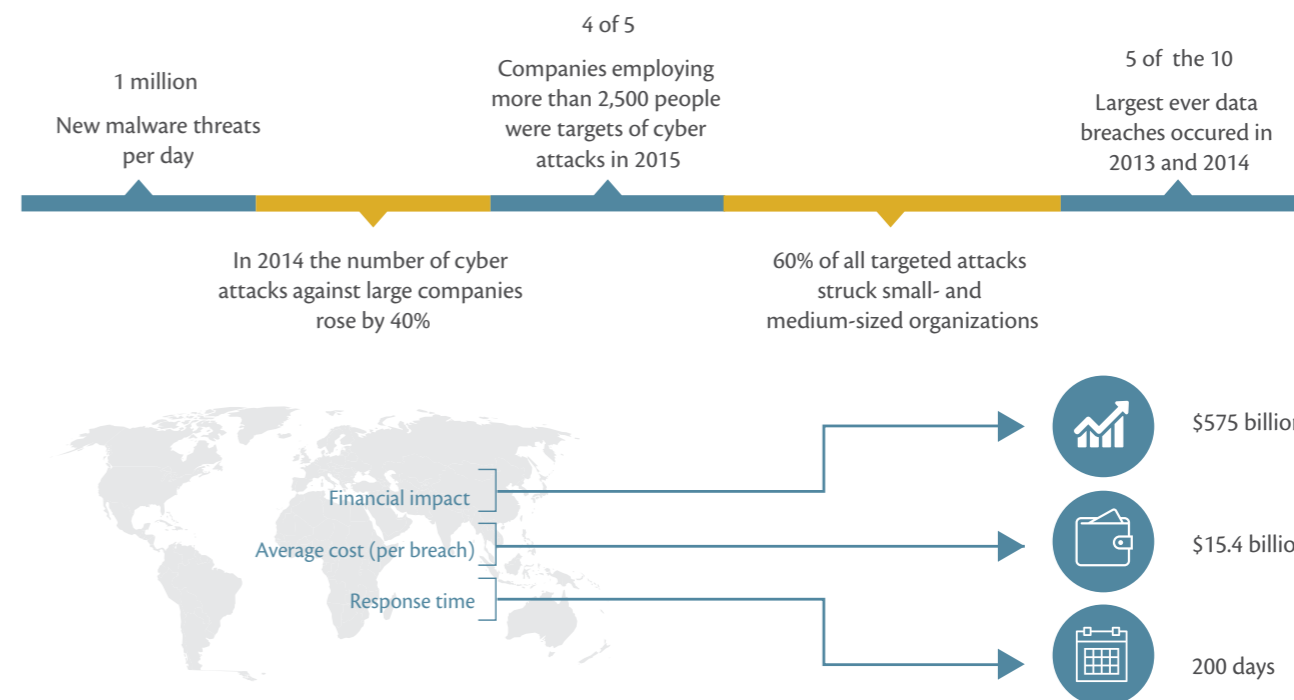 1 million
New malware threats
per day
In 2014 the number of cyber
attacks against large companies
rose by 40%
4 of 5
Companies employing
more than 2,500 people
were targets of cyber
attacks in 2015
60% of all targeted attacks
struck small- and
medium-sized organizations
5 of the 10
Largest ever data
breaches occured in
2013 and 2014
Financial impact
$575 billion
Average cost (per breach)
$15.4 billio
Response time
200 days